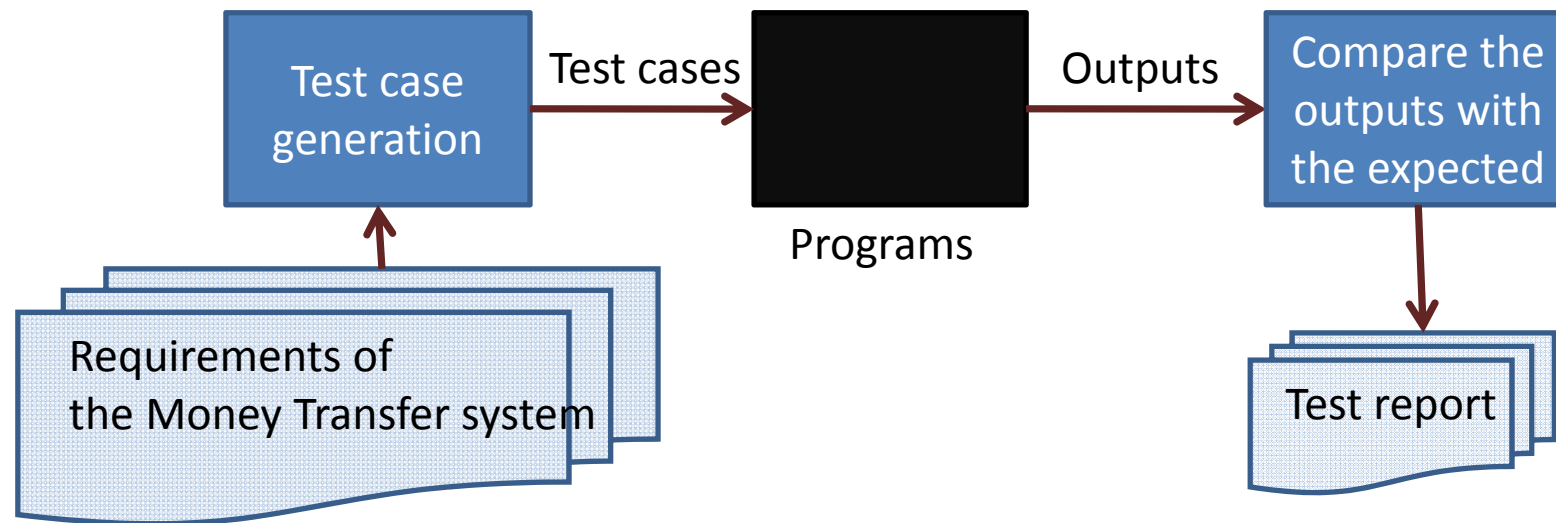 Test case
generation
Test cases
Outputs
Compare the
outputs with
the expected
Programs
Requirements of
the Money Transfer system
Test report